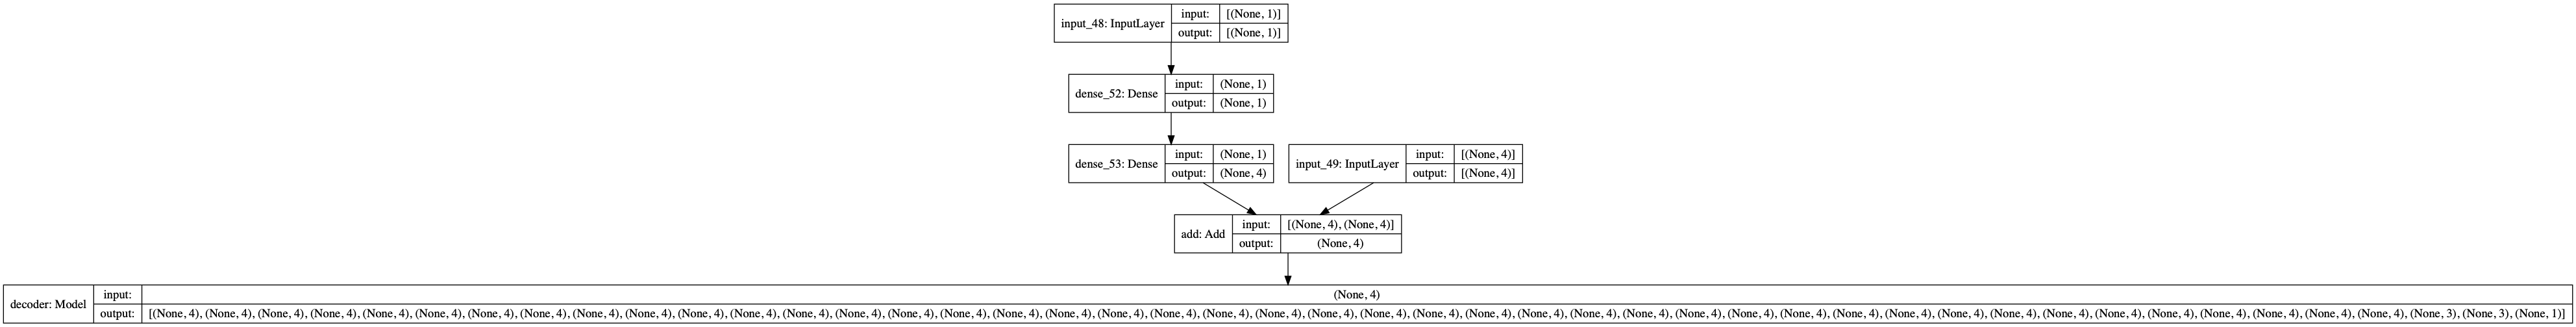 input_48: InputLayer
input: [(None, 1)]
output: [(None, 1)]
dense_52: Dense
input: (None, 1)
output: (None, 1)
dense_53: Dense
input: (None, 1)
output: (None, 4)
input_49: InputLayer
input: [(None, 4)]
output: [(None, 4)]
add: Add
input: [(None, 4), (None, 4)]
output: (None, 4)
decoder: Model
input: (None, 4)
output: [(None, 4), (None, 4), (None, 4), (None, 4), (None, 4), (None, 4), (None, 4), (None, 4), (None, 4), (None, 4), (None, 4), (None, 4), (None, 4), (None, 4), (None, 4), (None, 4), (None, 4), (None, 4), (None, 4), (None, 4), (None, 4), (None, 4), (None, 4), (None, 4), (None, 4), (None, 4), (None, 4), (None, 4), (None, 4), (None, 4), (None, 4), (None, 4), (None, 4), (None, 4), (None, 4), (None, 4), (None, 4), (None, 4), (None, 4), (None, 4), (None, 4), (None, 4), (None, 4), (None, 3), (None, 3), (None, 1)]